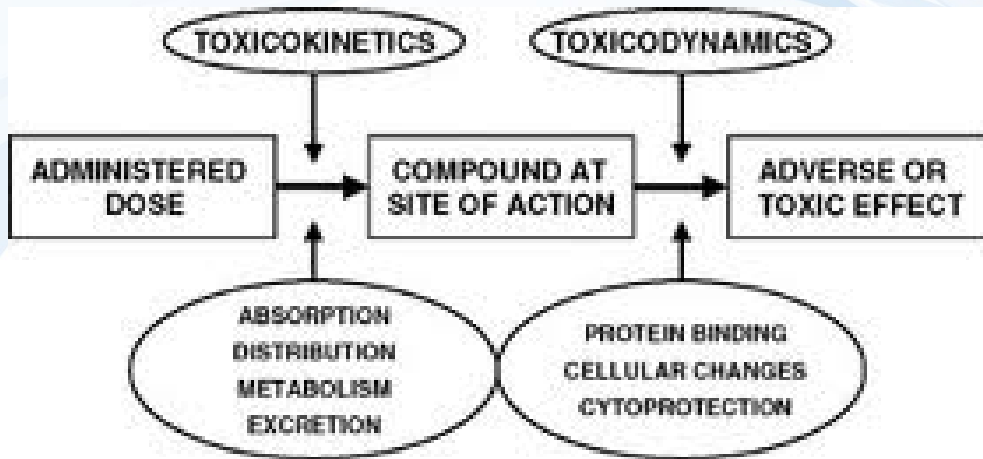 TOXICOKINETICS
TOXICODYNAMICS
ADMINISTERED
DOSE
COMPOUND AT
SITE OF ACTION
ADVERSE OR
TOXIC EFFECT
ABSORPTION
DISTRIBUTION
METABOLISM
EXCRETION
PROTEIN BINDING
CELLULAR CHANGES
CYTOPROTECTION